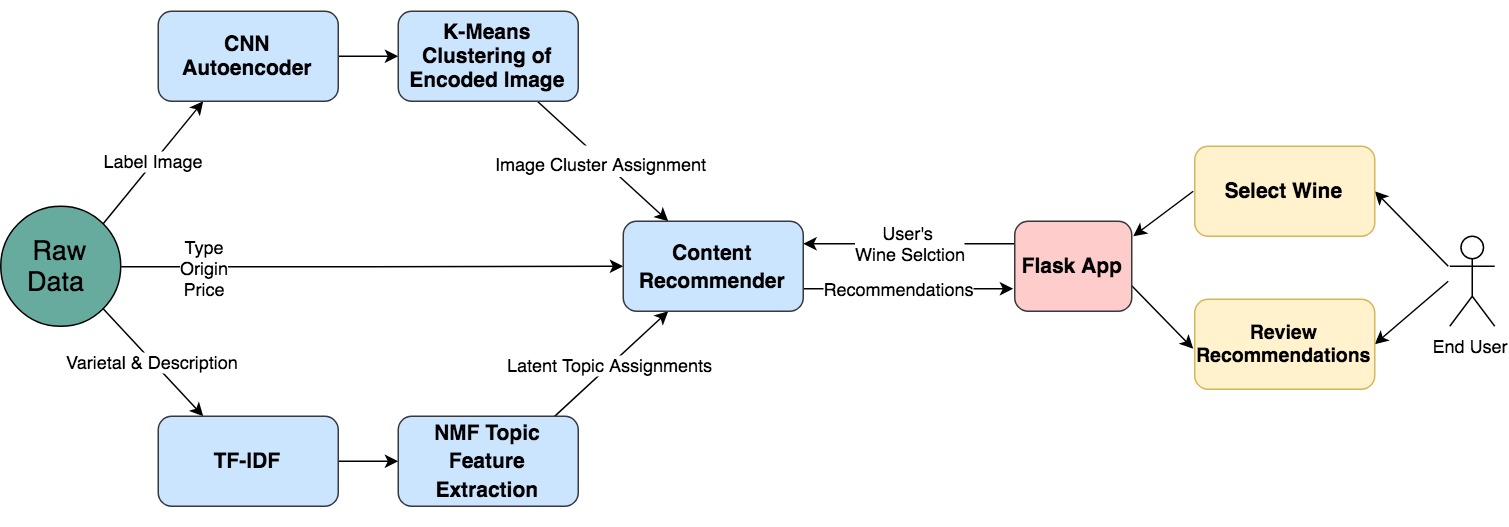 CNN
Autoencoder
K-Means
Clustering of
Encoded Image
Label Image
Image Cluster Assignment
Raw
Data
Type
Origin
Price
Content
Recommender
User's
Wine Selction
Recommendations
Flask App
Select Wine
Review
Recommendations
End User
Varietal & Description
Latent Topic Assignments
TF-IDF
NMF Topic
Feature
Extraction